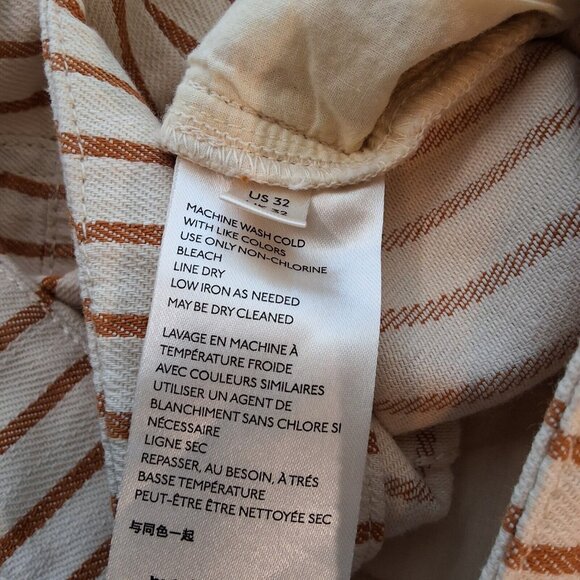 US 32
MACHINE WASH COLD
WITH LIKE COLORS
USE ONLY NON-CHLORINE
BLEACH
LINE DRY
LOW IRON AS NEEDED
MAY BE DRY CLEANED
LAVAGE EN MACHINE À
TEMPÉRATURE FROIDE
AVEC COULEURS SIMILAIRES
UTILISER UN AGENT DE
BLANCHIMENT SANS CHLORE SI
NÉCESSAIRE
LIGNE SEC
REPASSER, AU BESOIN, À TRÉS
BASSE TEMPÉRATURE
PEUT-ÊTRE ÊTRE NETTOYÉE SEC
与同色一起